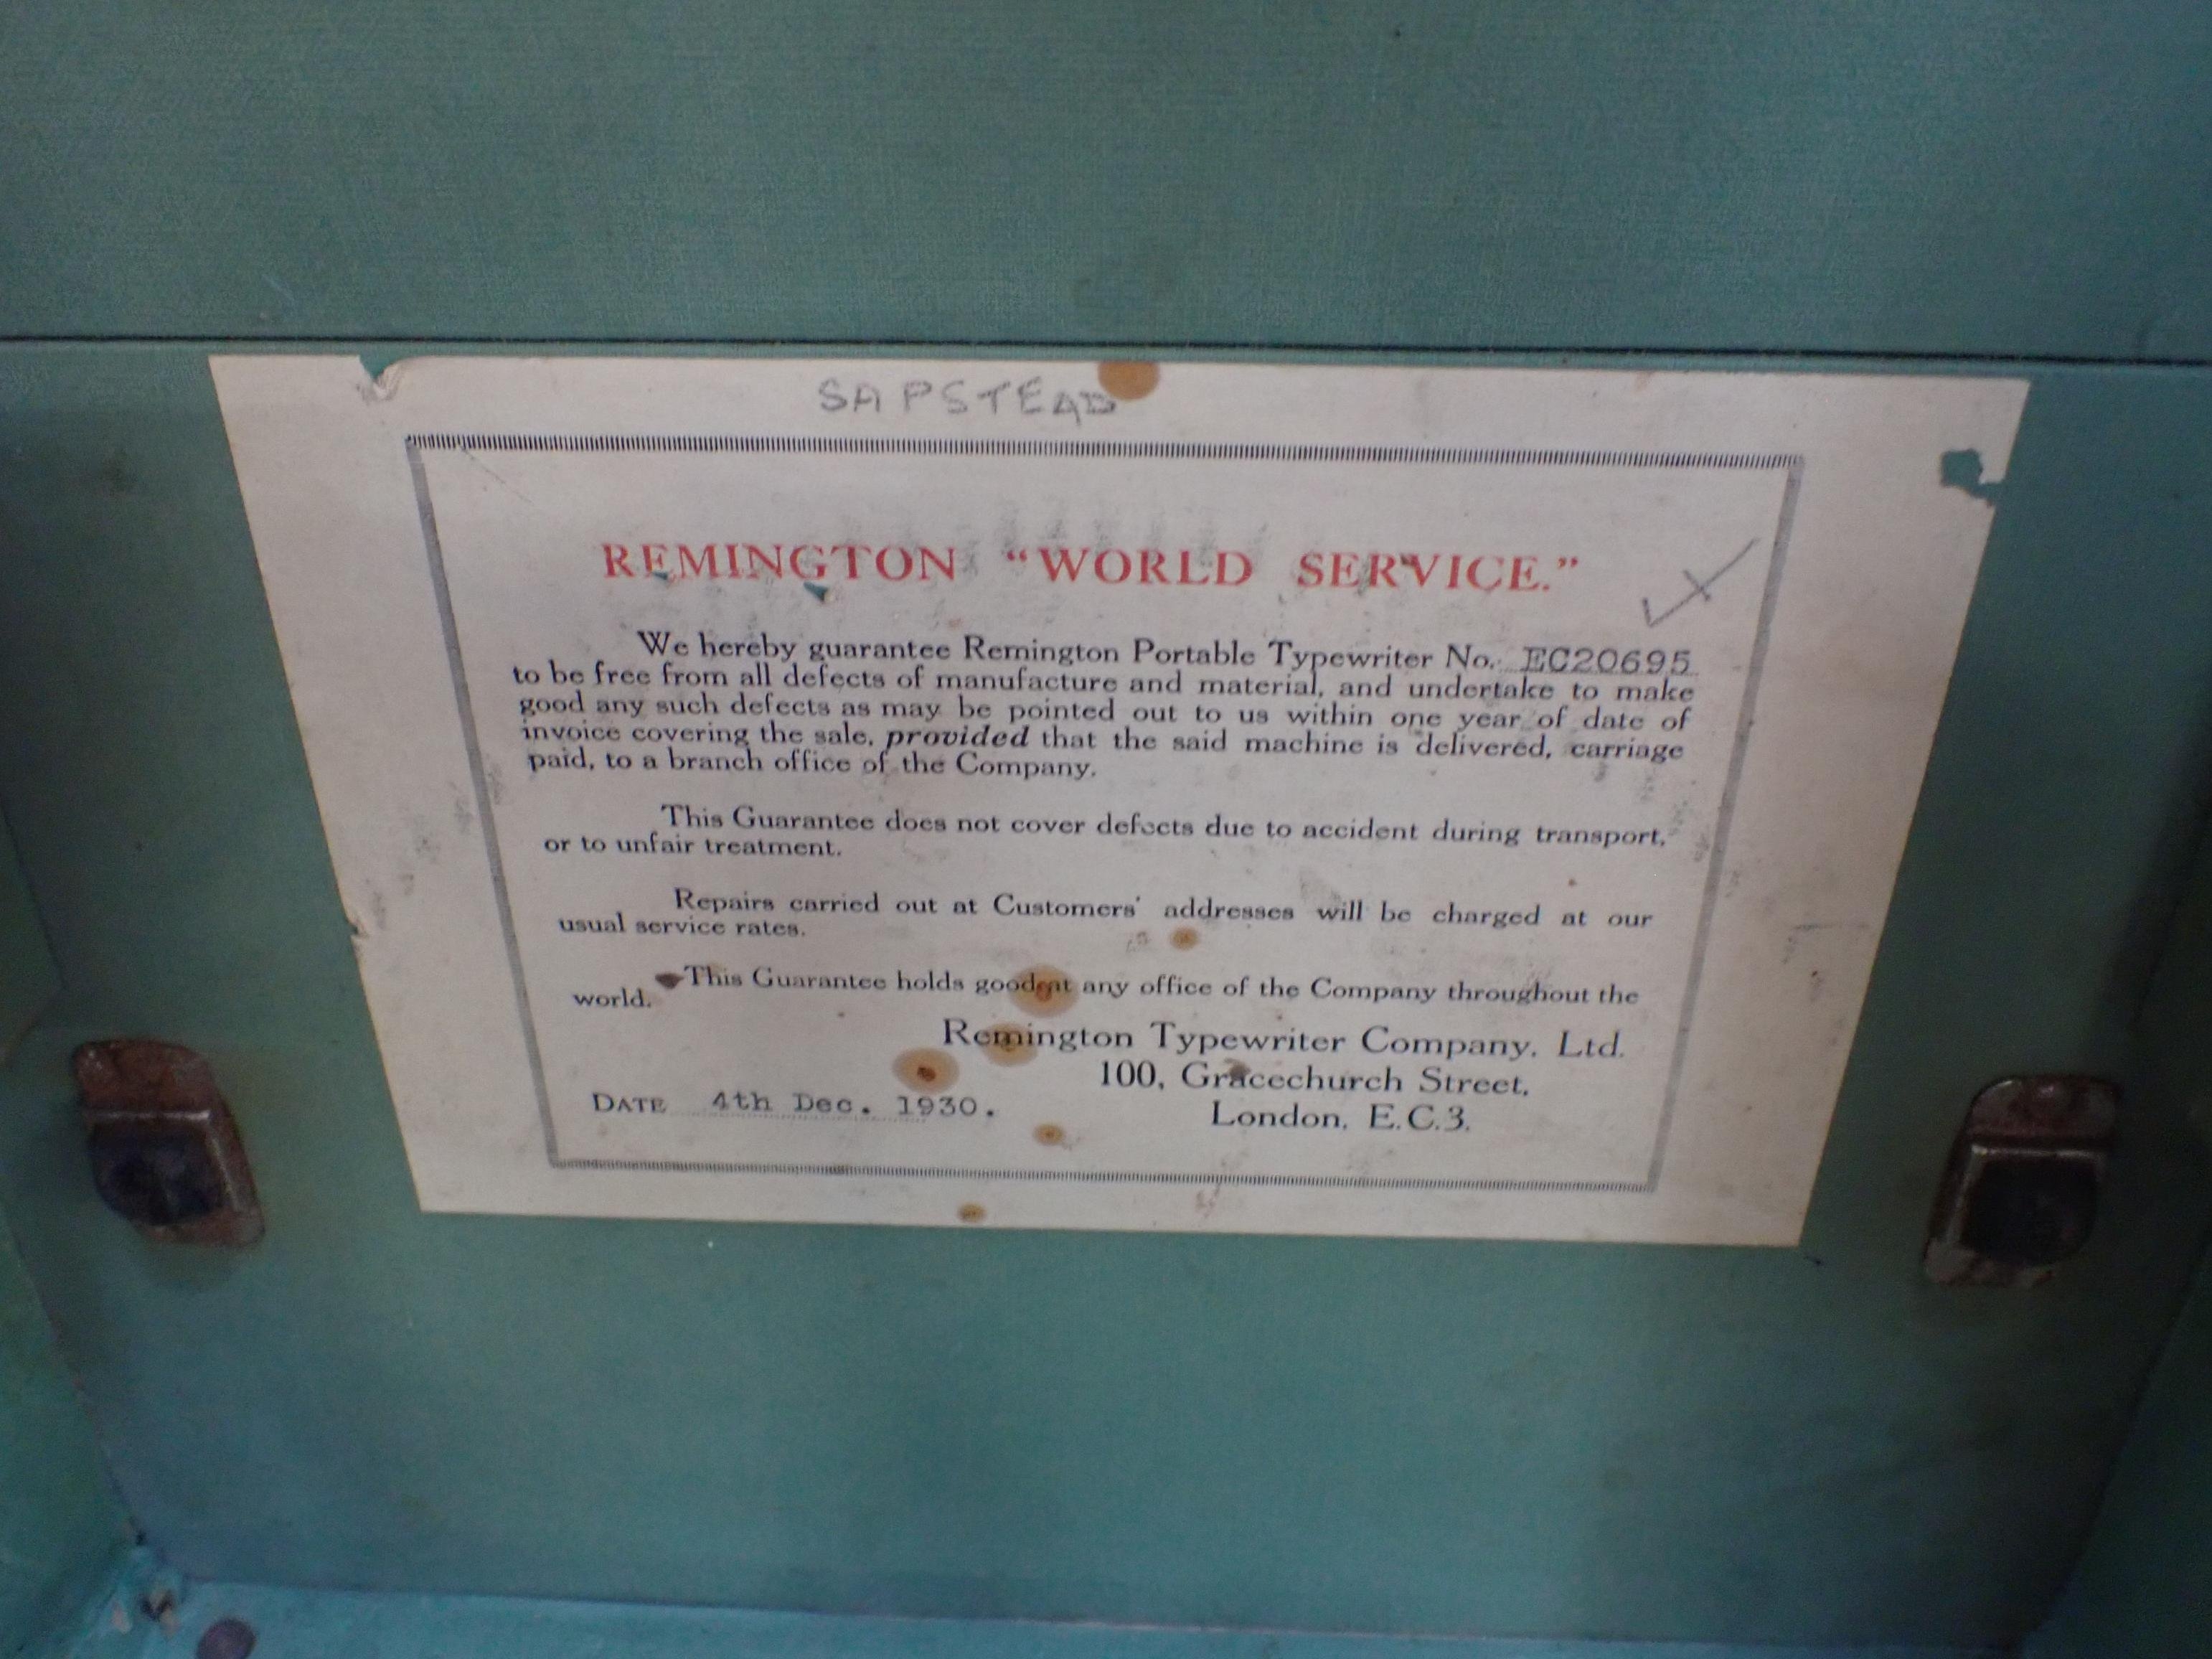 SAPSTEAD
REMINGTON "WORLD SERVICE."
We hereby guarantee Remington Portable Typewriter No. EC20695
to be free from all defects of manufacture and material, and undertake to make
good any such defects as may be pointed out to us within one year of date of
invoice covering the sale, provided that the said machine is delivered, carriage
paid, to a branch office of the Company.
This Guarantee does not cover defects due to accident during transport,
or to unfair treatment.
Repairs carried out at Customers' addresses will be charged at our
usual service rates.
This Guarantee holds good at any office of the Company throughout the
world.
Remington Typewriter Company, Ltd.
100, Gracechurch Street,
London, E.C.3.
DATE 4th Dec. 1930.